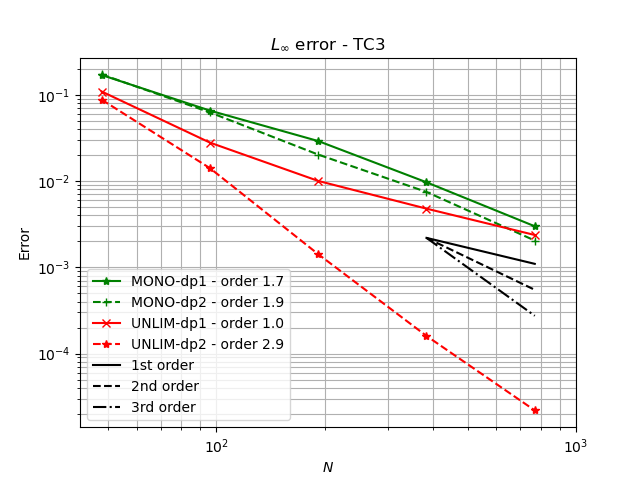 L∞ error - TC3
Error
10⁻¹
10⁻²
10⁻³
10⁻⁴
MONO-dp1 - order 1.7
MONO-dp2 - order 1.9
UNLIM-dp1 - order 1.0
UNLIM-dp2 - order 2.9
1st order
2nd order
3rd order
10² 10³
N